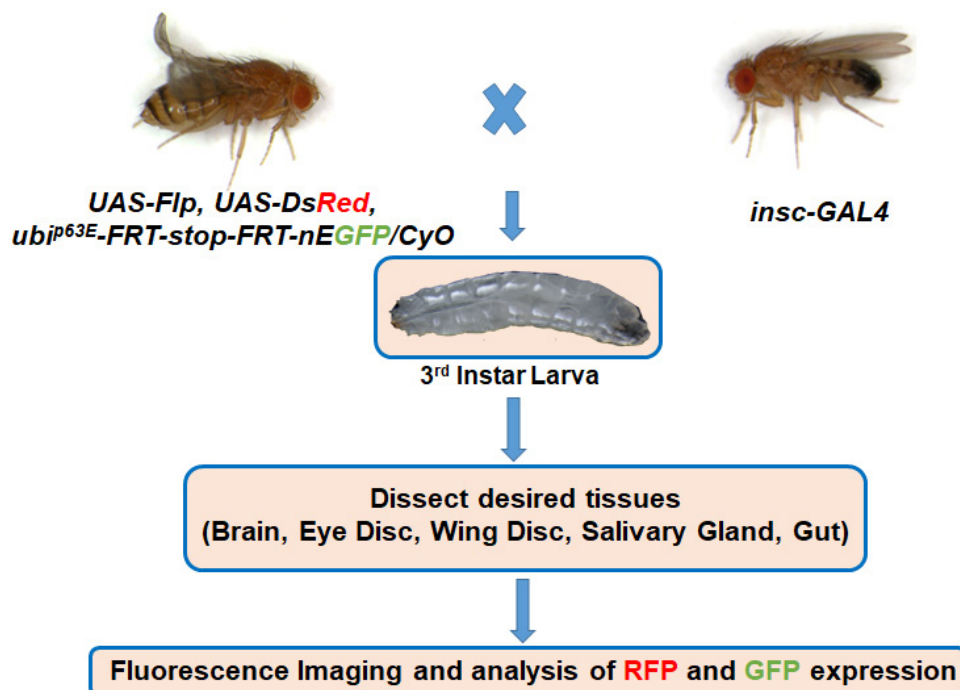 UAS-Flp, UAS-DsRed,
ubiᵖ⁶³ᴱ-FRT-stop-FRT-nEGFP/CyO
insc-GAL4
3ʳᵈ Instar Larva
Dissect desired tissues
(Brain, Eye Disc, Wing Disc, Salivary Gland, Gut)
Fluorescence Imaging and analysis of RFP and GFP expression